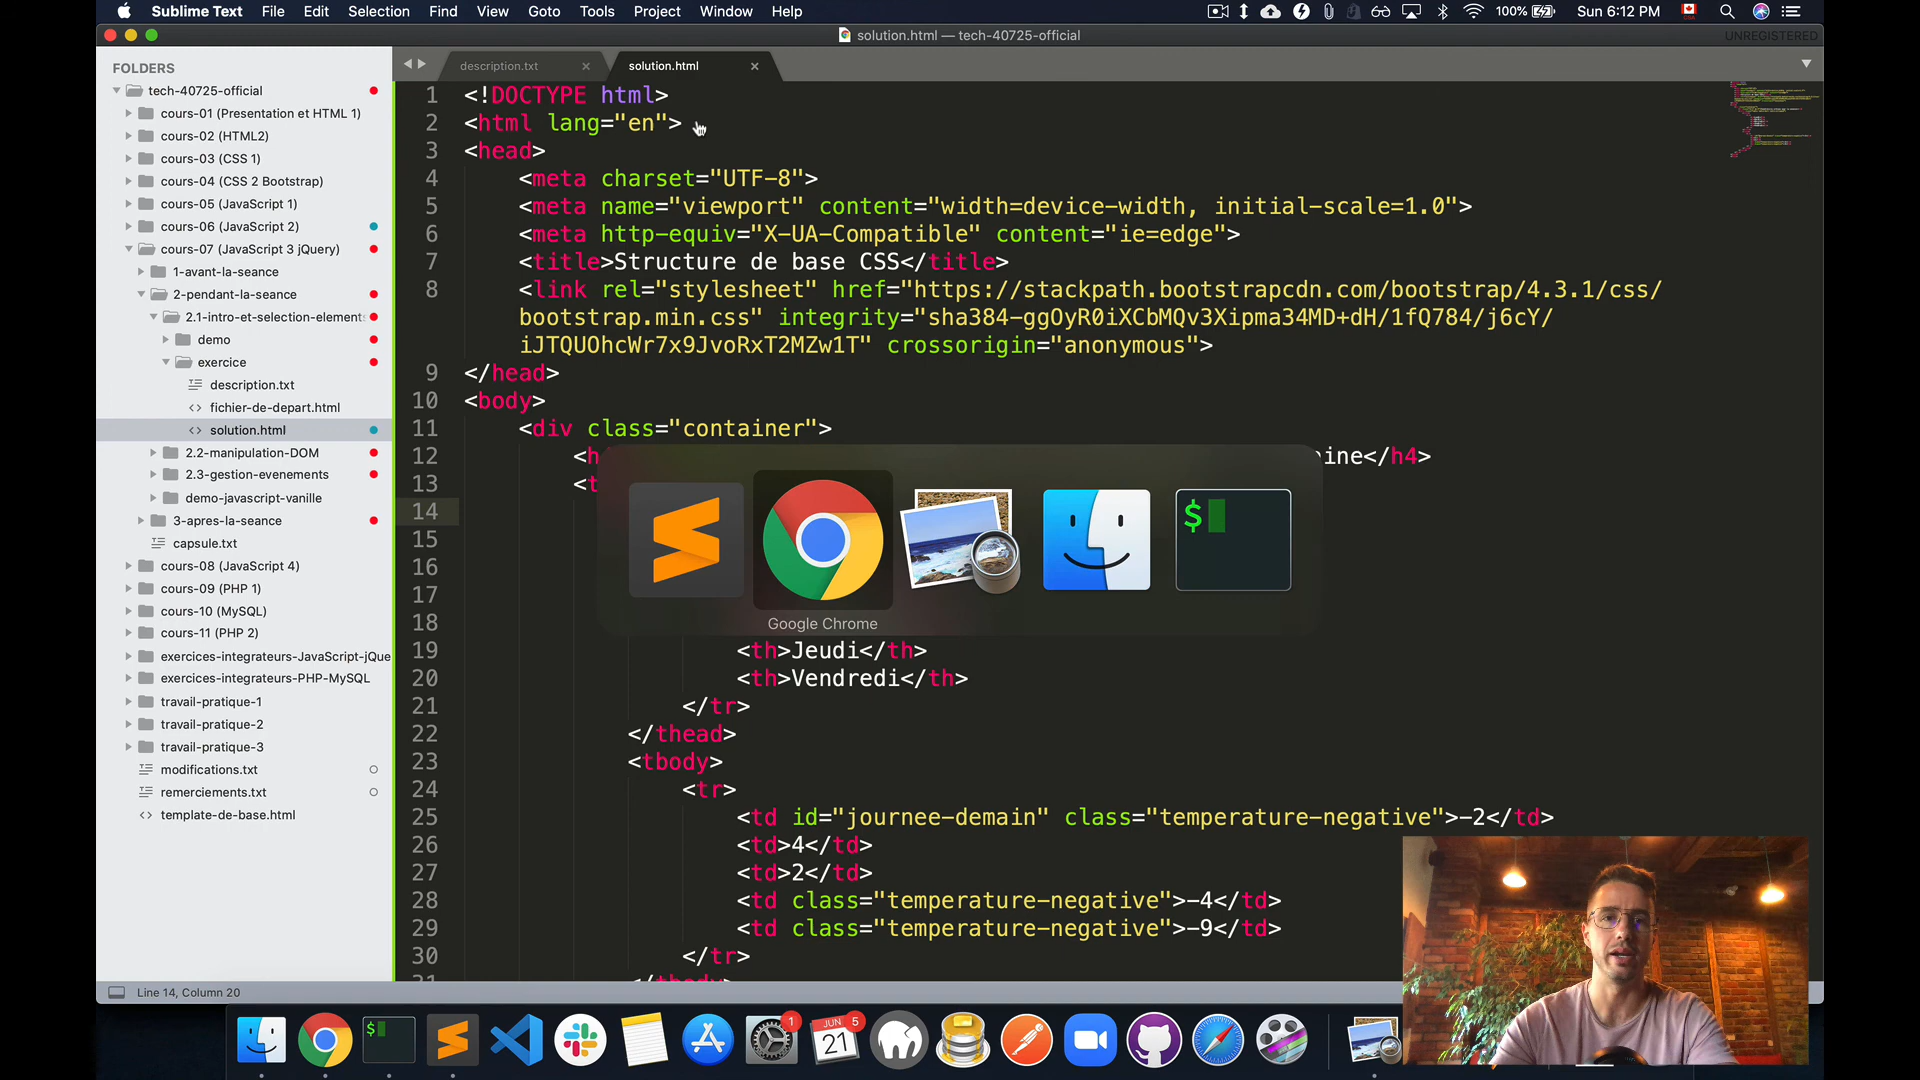 Sublime Text File Edit Selection Find View Goto Tools Project Window Help 100% Sun 6:12 PM
solution.html — tech-40725-official UNREGISTERED
FOLDERS
tech-40725-official
cours-01 (Presentation et HTML 1)
cours-02 (HTML2)
cours-03 (CSS 1)
cours-04 (CSS 2 Bootstrap)
cours-05 (JavaScript 1)
cours-06 (JavaScript 2)
cours-07 (JavaScript 3 jQuery)
1-avant-la-seance
2-pendant-la-seance
2.1-intro-et-selection-element
demo
exercice
description.txt
fichier-de-depart.html
solution.html
2.2-manipulation-DOM
2.3-gestion-evenements
demo-javascript-vanille
3-apres-la-seance
capsule.txt
cours-08 (JavaScript 4)
cours-09 (PHP 1)
cours-10 (MySQL)
cours-11 (PHP 2)
exercices-integrateurs-JavaScript-jQue
exercices-integrateurs-PHP-MySQL
travail-pratique-1
travail-pratique-2
travail-pratique-3
modifications.txt
remerciements.txt
template-de-base.html
description.txt solution.html
1 <!DOCTYPE html>
2 <html lang="en">
3 <head>
4 <meta charset="UTF-8">
5 <meta name="viewport" content="width=device-width, initial-scale=1.0">
6 <meta http-equiv="X-UA-Compatible" content="ie=edge">
7 <title>Structure de base CSS</title>
8 <link rel="stylesheet" href="https://stackpath.bootstrapcdn.com/bootstrap/4.3.1/css/
bootstrap.min.css" integrity="sha384-ggOyR0iXCbMQv3Xipma34MD+dH/1fQ784/j6cY/
iJTQUOhcWr7x9JvoRxT2MZw1T" crossorigin="anonymous">
9 </head>
10 <body>
11 <div class="container">
12 <h ine</h4>
13 <t
14
15
16
17
18
19 <th>Jeudi</th>
20 <th>Vendredi</th>
21 </tr>
22 </thead>
23 <tbody>
24 <tr>
25 <td id="journee-demain" class="temperature-negative">-2</td>
26 <td>4</td>
27 <td>2</td>
28 <td class="temperature-negative">-4</td>
29 <td class="temperature-negative">-9</td>
30 </tr>
$
Google Chrome
Line 14, Column 20
$
1
JUN 5
21